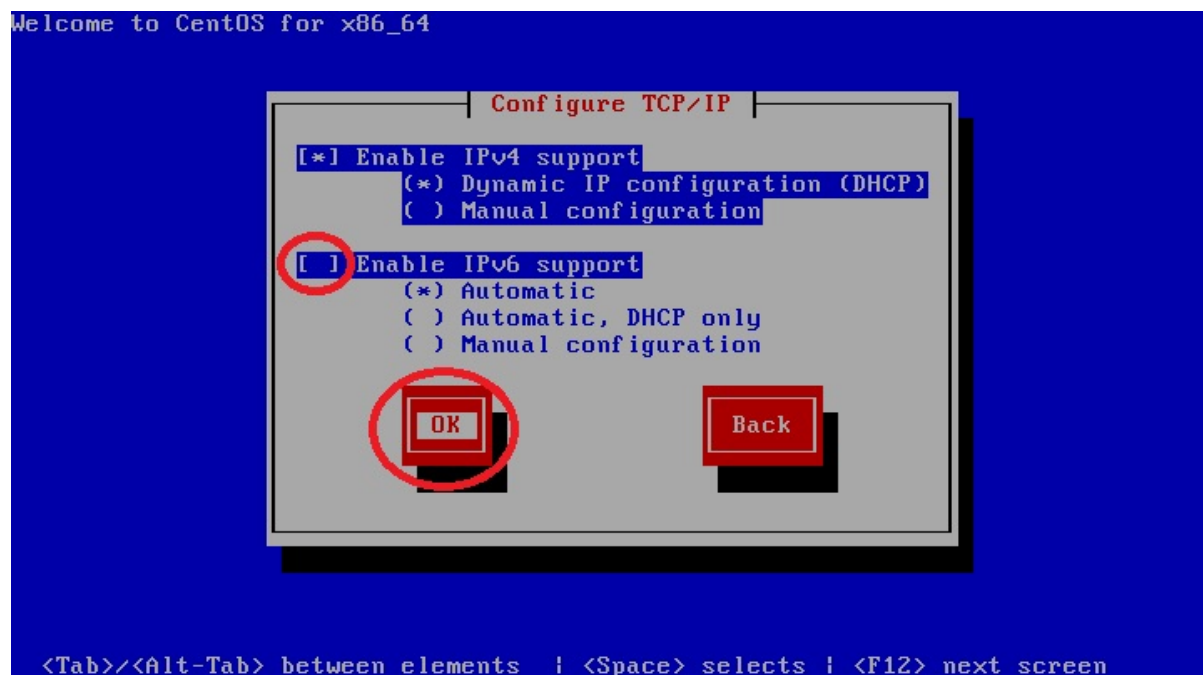 Welcome to CentOS for x86_64
Configure TCP/IP
[*] Enable IPv4 support
(*) Dynamic IP configuration (DHCP)
( ) Manual configuration
[ ] Enable IPv6 support
(*) Automatic
( ) Automatic, DHCP only
( ) Manual configuration
OK Back
<Tab>/<Alt-Tab> between elements | <Space> selects | <F12> next screen